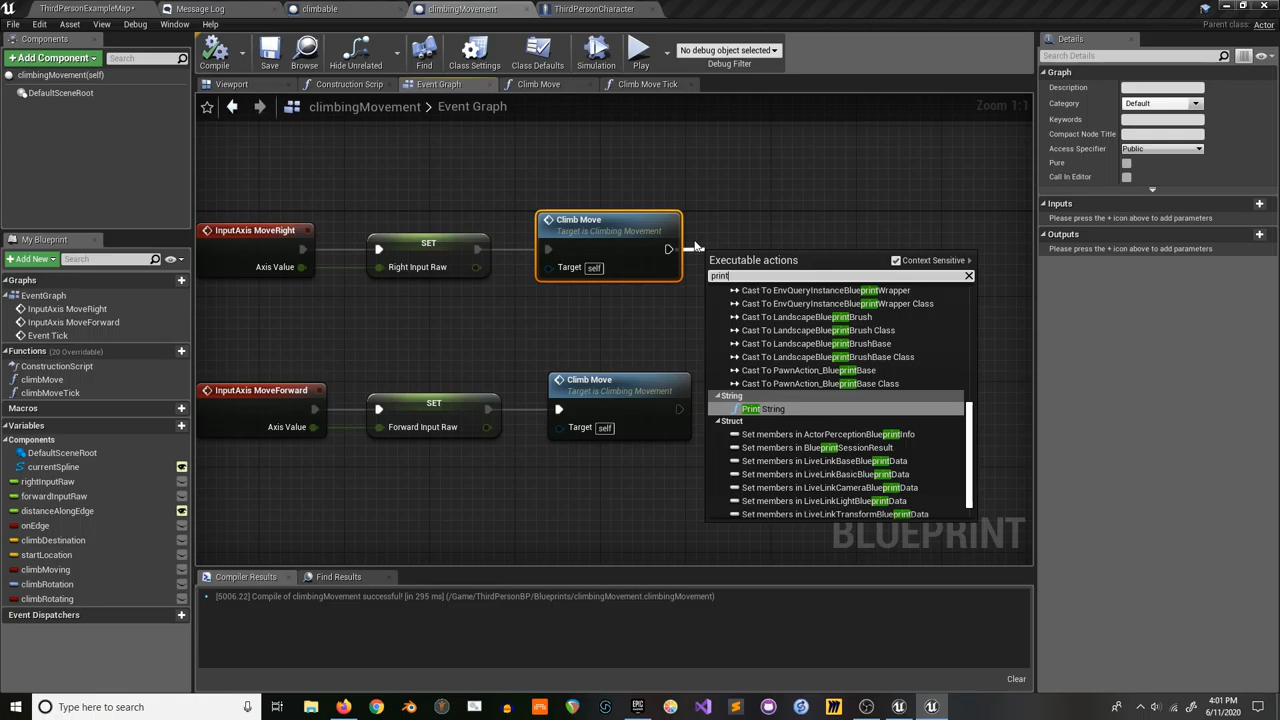 ThirdPersonExampleMap•
Message Log
climbable
climbingMovement
ThirdPersonCharacter
File
Edit
Asset
View
Debug
Window
Help
Parent class: Actor
Components
+ Add Component
Search
climbingMovement(self)
DefaultSceneRoot
Compile
Save
Browse
Hide Unrelated
Find
Class Settings
Class Defaults
Simulation
Play
No debug object selected
Debug Filter
Viewport
Construction Scrip
Event Graph
Climb Move
Climb Move Tick
climbingMovement > Event Graph
Zoom 1:1
My Blueprint
+ Add New
Search
Graphs
EventGraph
InputAxis MoveRight
InputAxis MoveForward
Event Tick
Functions (20 Overridable)
ConstructionScript
climbMove
climbMoveTick
Macros
Variables
Components
DefaultSceneRoot
currentSpline
rightInputRaw
forwardInputRaw
distanceAlongEdge
onEdge
climbDestination
startLocation
climbMoving
climbRotation
climbRotating
Event Dispatchers
InputAxis MoveRight
Axis Value
SET
Right Input Raw
Climb Move
Target is Climbing Movement
Target self
InputAxis MoveForward
Axis Value
SET
Forward Input Raw
Climb Move
Target is Climbing Movement
Target self
Executable actions
Context Sensitive
print
Cast To EnvQueryInstanceBlueprintWrapper
Cast To EnvQueryInstanceBlueprintWrapper Class
Cast To LandscapeBlueprintBrush
Cast To LandscapeBlueprintBrush Class
Cast To LandscapeBlueprintBrushBase
Cast To LandscapeBlueprintBrushBase Class
Cast To PawnAction_BlueprintBase
Cast To PawnAction_BlueprintBase Class
String
Print String
Struct
Set members in ActorPerceptionBlueprintInfo
Set members in BlueprintSessionResult
Set members in LiveLinkBaseBlueprintData
Set members in LiveLinkBasicBlueprintData
Set members in LiveLinkCameraBlueprintData
Set members in LiveLinkLightBlueprintData
Set members in LiveLinkTransformBlueprintData
BLUEPRINT
Compiler Results
Find Results
[5006.22] Compile of climbingMovement successful! [in 295 ms] (/Game/ThirdPersonBP/Blueprints/climbingMovement.climbingMovement)
Clear
Details
Search Details
Graph
Description
Category Default
Keywords
Compact Node Title
Access Specifier Public
Pure
Call In Editor
Inputs
Please press the + icon above to add parameters
Outputs
Please press the + icon above to add parameters
Type here to search
4:01 PM
6/11/2020